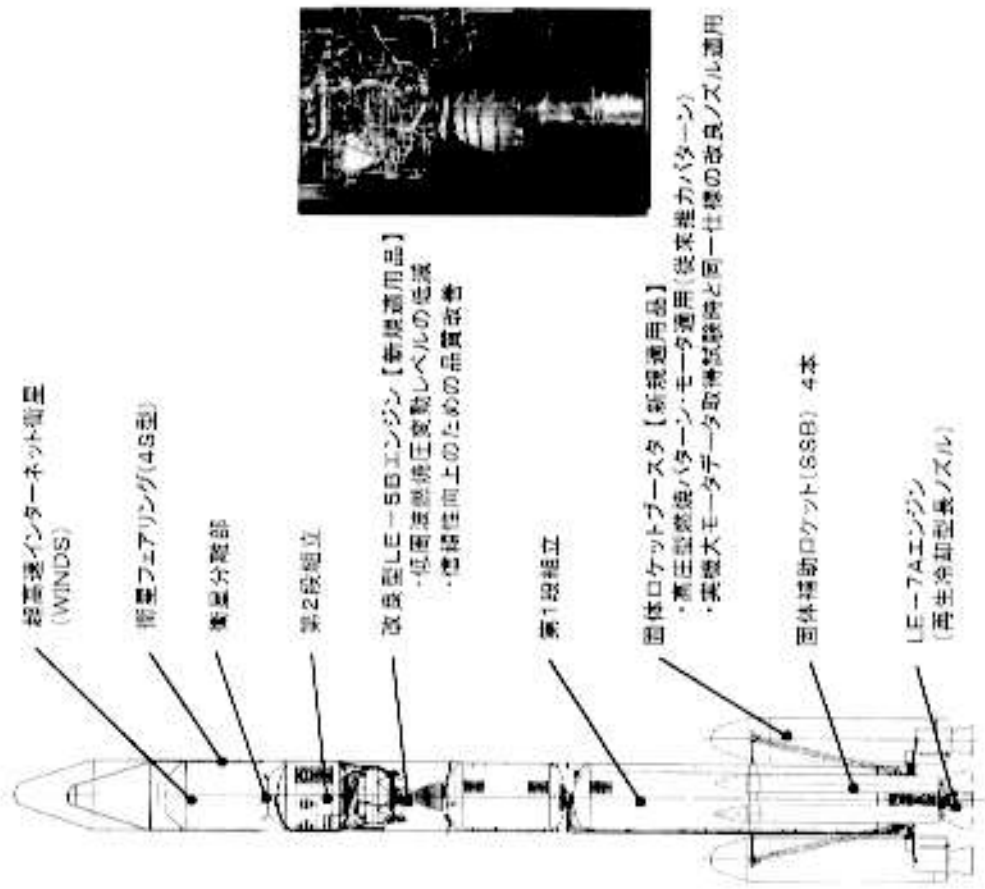 超高速インターネット衛星
(WINDS)
衛星フェアリング(4S型)
衛星分離部
第2段組立
改良型LE-5Bエンジン【新規適用品】
・低周波燃焼圧変動レベルの低減
・信頼性向上のための品質改善
第1段組立
固体ロケットブースタ【新規適用品】
・高圧型燃焼パターン・モータ適用(従来推力パターン)
・実機大モータデータ取得試験時と同一仕様の改良ノズル適用
固体補助ロケット(SSB) 4本
LE-7Aエンジン
(再生冷却型長ノズル)